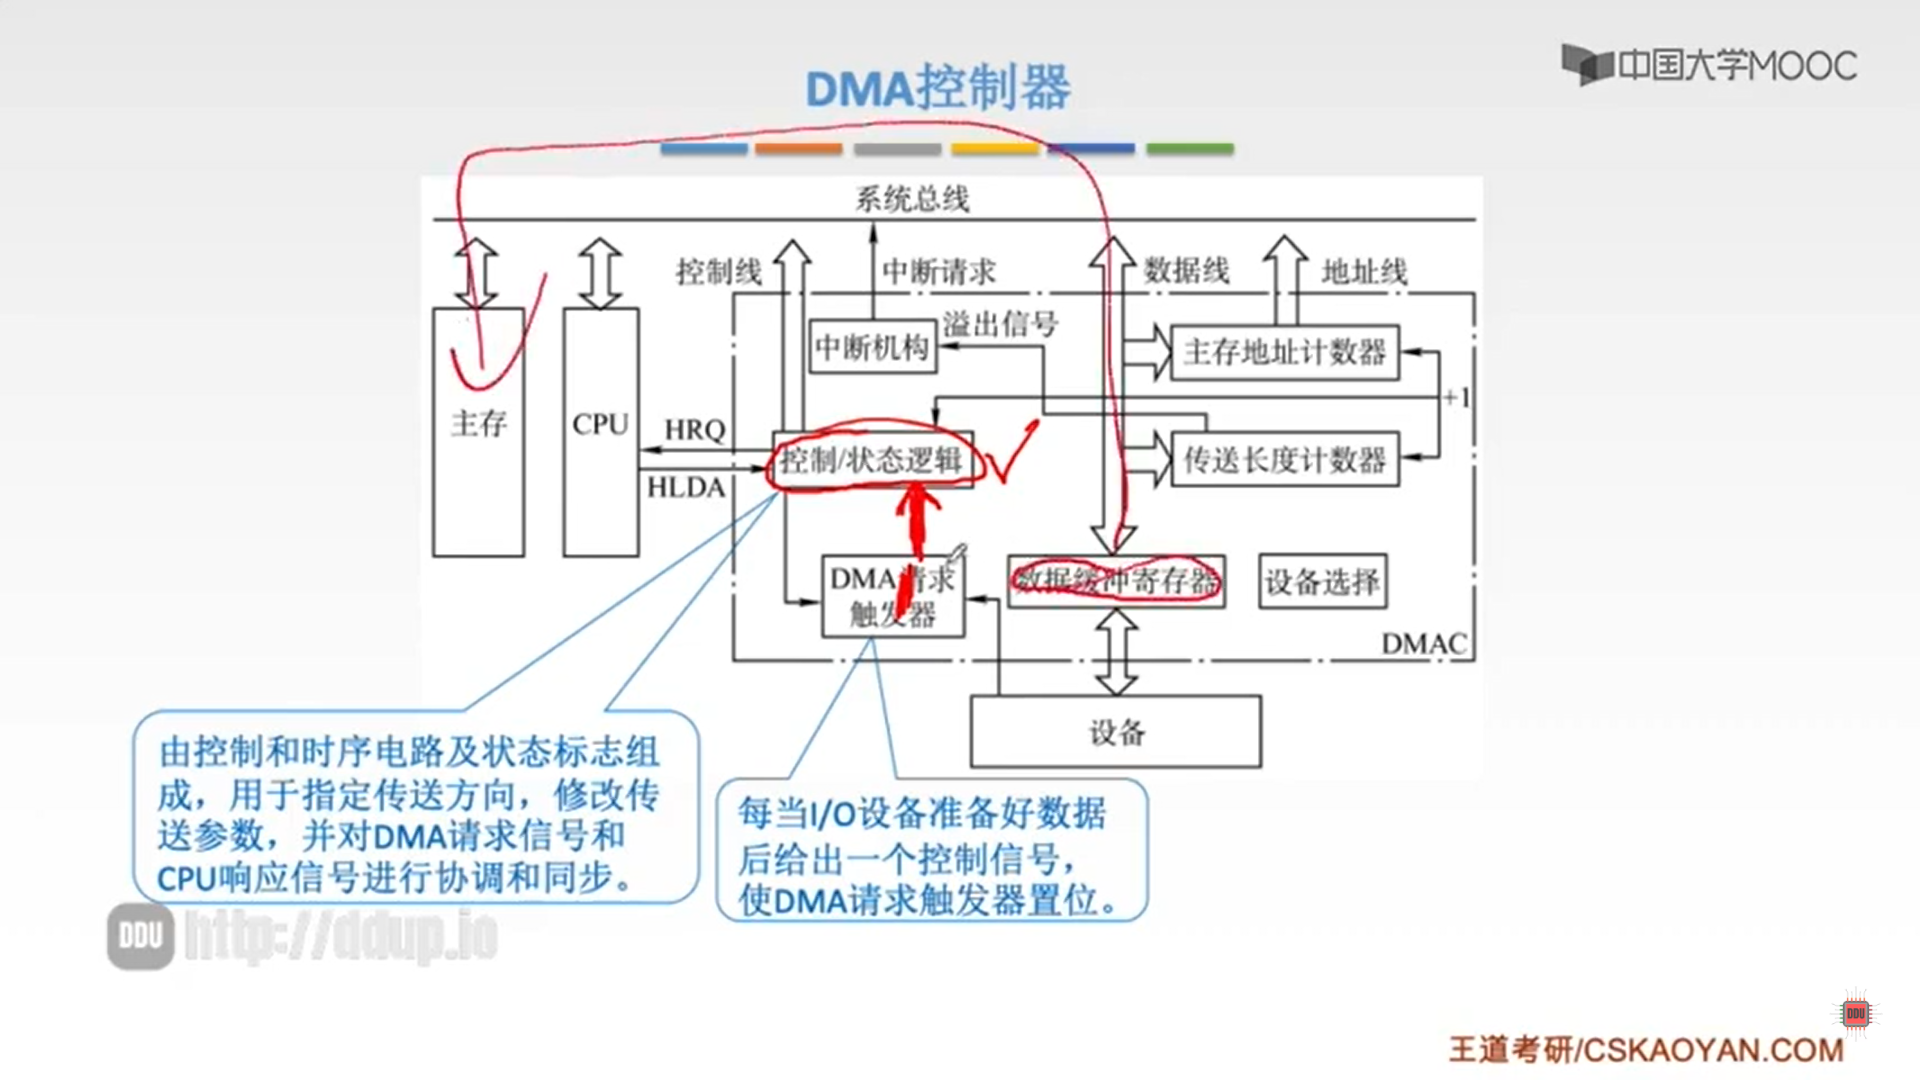 中国大学MOOC
DMA控制器
系统总线
控制线
中断请求
数据线
地址线
中断机构
溢出信号
主存地址计数器
+1
主存
CPU
HRQ
HLDA
控制/状态逻辑
传送长度计数器
DMA请求
触发器
数据缓冲寄存器
设备选择
DMAC
设备
由控制和时序电路及状态标志组
成，用于指定传送方向，修改传
送参数，并对DMA请求信号和
CPU响应信号进行协调和同步。
每当I/O设备准备好数据
后给出一个控制信号，
使DMA请求触发器置位。
DDU http://ddup.io
DDU
王道考研/CSKAOYAN.COM